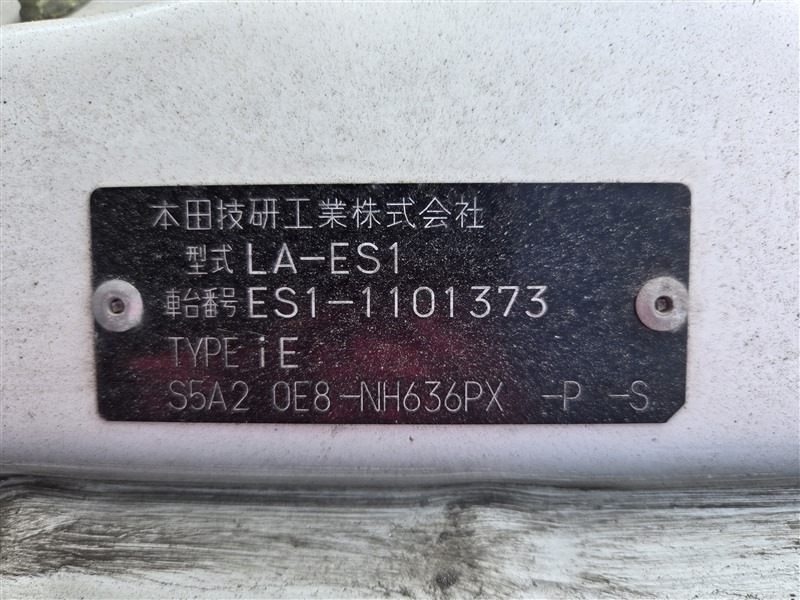 本田技研工業株式会社
型式 LA-ES1
車台番号 ES1-1101373
TYPE iE
S5A2 0E8-NH636PX -P -S